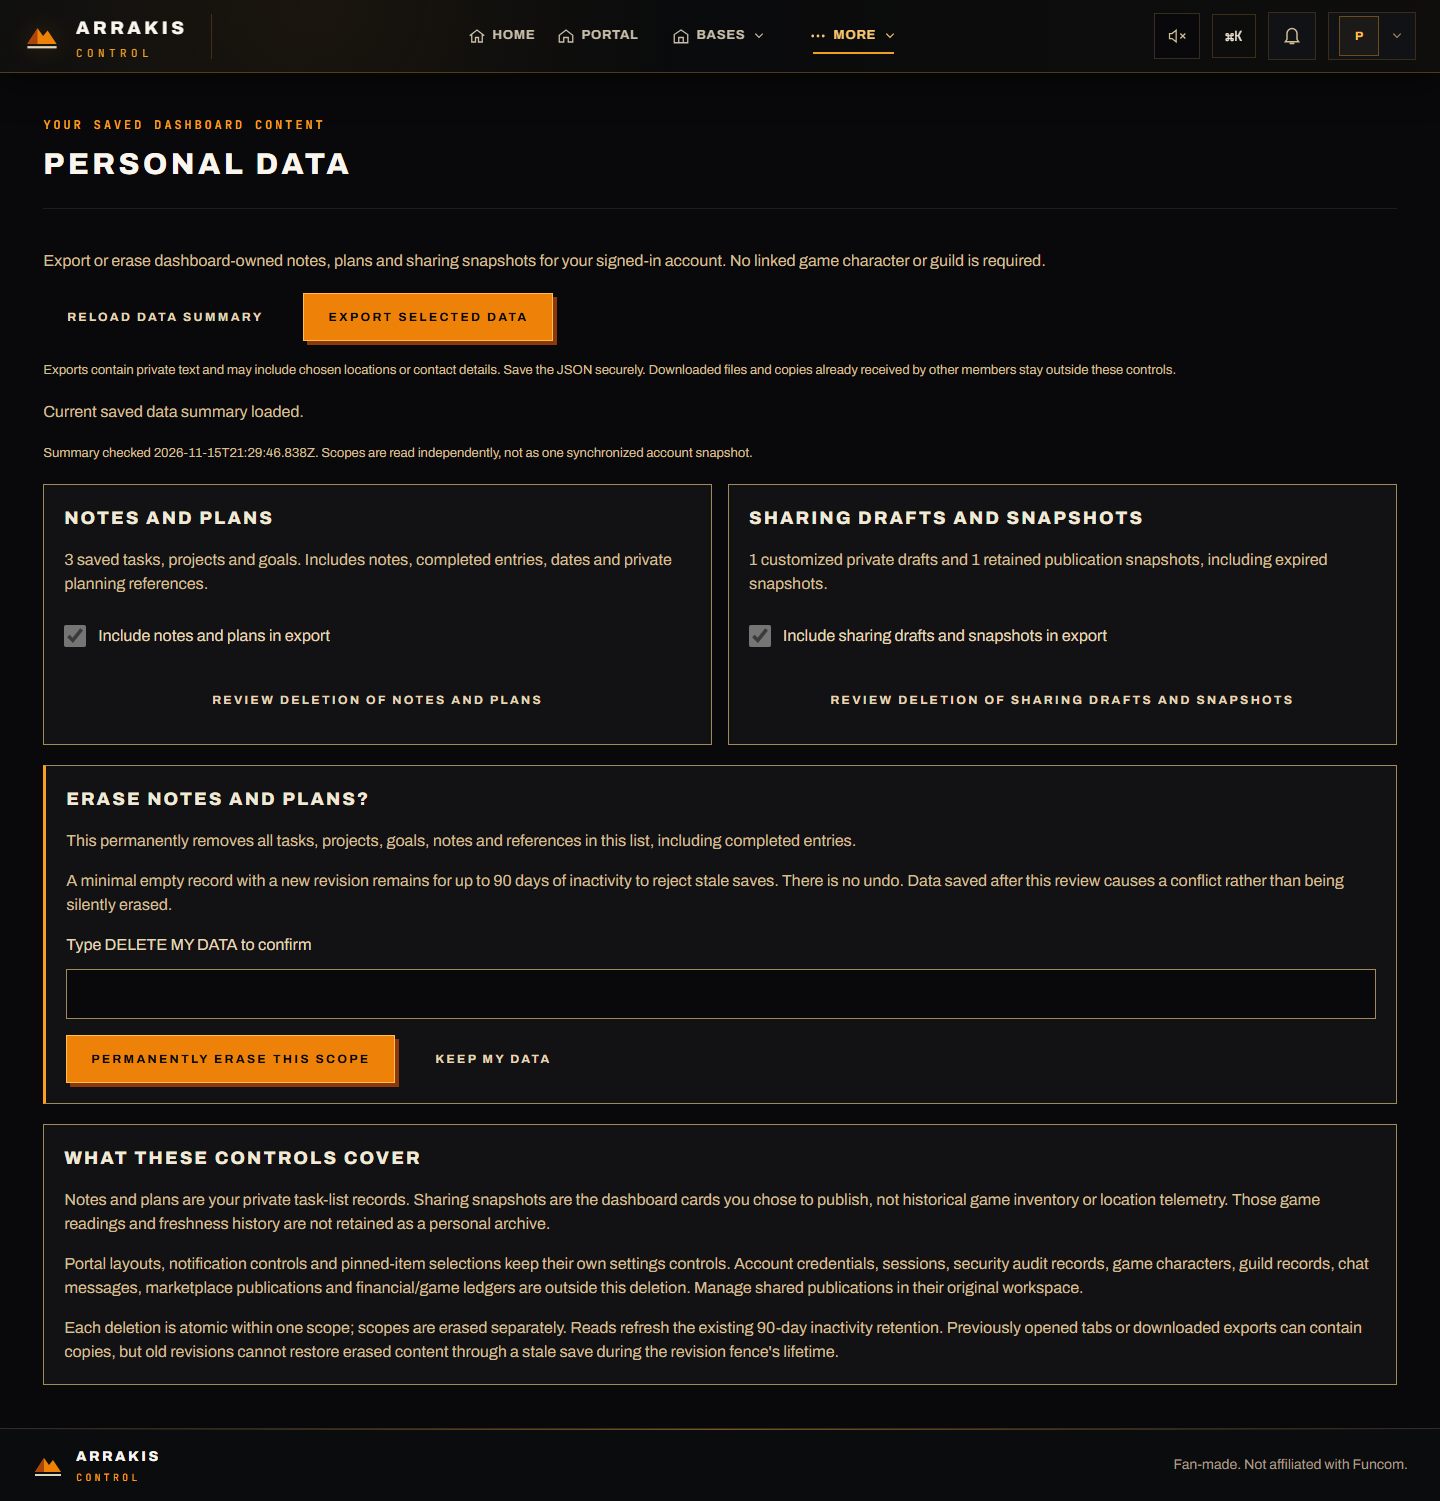 ARRAKIS
CONTROL
HOME
PORTAL
BASES
MORE
⌘K
P
YOUR SAVED DASHBOARD CONTENT
PERSONAL DATA
Export or erase dashboard-owned notes, plans and sharing snapshots for your signed-in account. No linked game character or guild is required.
RELOAD DATA SUMMARY
EXPORT SELECTED DATA
Exports contain private text and may include chosen locations or contact details. Save the JSON securely. Downloaded files and copies already received by other members stay outside these controls.
Current saved data summary loaded.
Summary checked 2026-11-15T21:29:46.838Z. Scopes are read independently, not as one synchronized account snapshot.
NOTES AND PLANS
3 saved tasks, projects and goals. Includes notes, completed entries, dates and private
planning references.
Include notes and plans in export
REVIEW DELETION OF NOTES AND PLANS
SHARING DRAFTS AND SNAPSHOTS
1 customized private drafts and 1 retained publication snapshots, including expired
snapshots.
Include sharing drafts and snapshots in export
REVIEW DELETION OF SHARING DRAFTS AND SNAPSHOTS
ERASE NOTES AND PLANS?
This permanently removes all tasks, projects, goals, notes and references in this list, including completed entries.
A minimal empty record with a new revision remains for up to 90 days of inactivity to reject stale saves. There is no undo. Data saved after this review causes a conflict rather than being
silently erased.
Type DELETE MY DATA to confirm
PERMANENTLY ERASE THIS SCOPE
KEEP MY DATA
WHAT THESE CONTROLS COVER
Notes and plans are your private task-list records. Sharing snapshots are the dashboard cards you chose to publish, not historical game inventory or location telemetry. Those game
readings and freshness history are not retained as a personal archive.
Portal layouts, notification controls and pinned-item selections keep their own settings controls. Account credentials, sessions, security audit records, game characters, guild records, chat
messages, marketplace publications and financial/game ledgers are outside this deletion. Manage shared publications in their original workspace.
Each deletion is atomic within one scope; scopes are erased separately. Reads refresh the existing 90-day inactivity retention. Previously opened tabs or downloaded exports can contain
copies, but old revisions cannot restore erased content through a stale save during the revision fence's lifetime.
ARRAKIS
CONTROL
Fan-made. Not affiliated with Funcom.